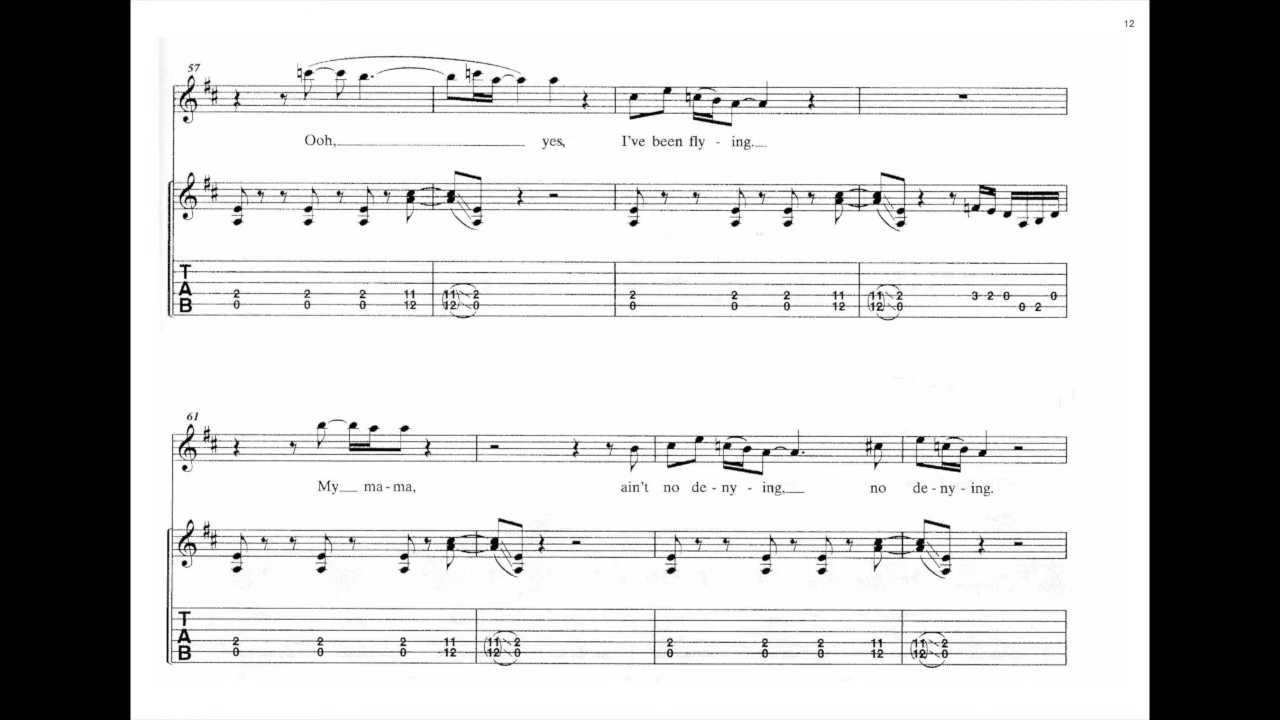 12
57
Ooh, yes, I've been fly - ing.
T
A
B
2 2 2 11 11 2 2 2 2 11 11 2 3 2 0 0
0 0 0 12 12 0 0 0 0 12 12 0 0 2
61
My ma - ma, ain't no de - ny - ing, no de - ny - ing.
T
A
B
2 2 2 11 11 2 2 2 2 11 11 2
0 0 0 12 12 0 0 0 0 12 12 0